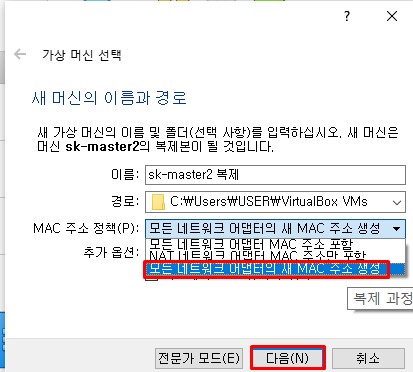 ?
가상 머신 선택
새 머신의 이름과 경로
새 가상 머신의 이름 및 폴더(선택 사항)를 입력하십시오. 새 머신은
머신 sk-master2의 복제본이 될 것입니다.
이름: sk-master2 복제
경로: C:₩Users₩USER₩VirtualBox VMs
MAC 주소 정책(P): 모든 네트워크 어댑터의 새 MAC 주소 생성
모든 네트워크 어댑터 MAC 주소 포함
추가 옵션: NAT 네트워크 어댑터 MAC 주소만 포함
모든 네트워크 어댑터의 새 MAC 주소 생성
복제 과정
전문가 모드(E) 다음(N) 취소